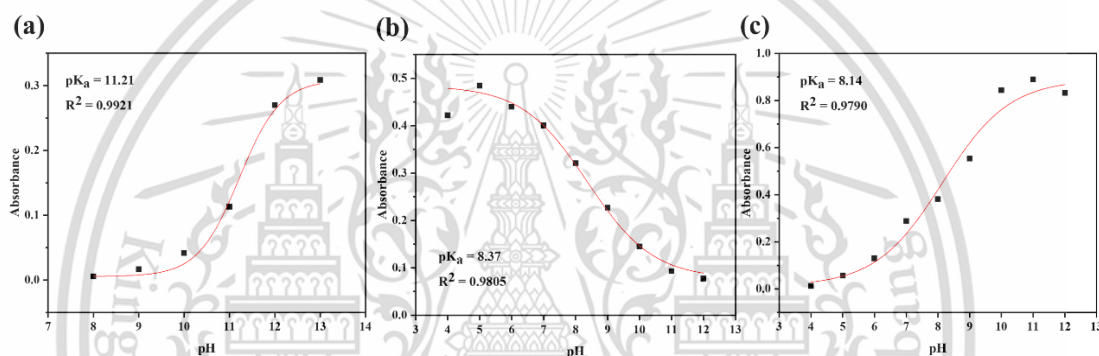 (a)
pKa = 11.21
R2 = 0.9921
Absorbance
0.3
0.2
0.1
0.0
7 8 9 10 11 12 13 14
pH
(b)
pKa = 8.37
R2 = 0.9805
Absorbance
0.5
0.4
0.3
0.2
0.1
0.0
3 4 5 6 7 8 9 10 11 12 13
pH
(c)
pKa = 8.14
R2 = 0.9790
Absorbance
1.0
0.8
0.6
0.4
0.2
0.0
3 4 5 6 7 8 9 10 11 12 13
pH
King